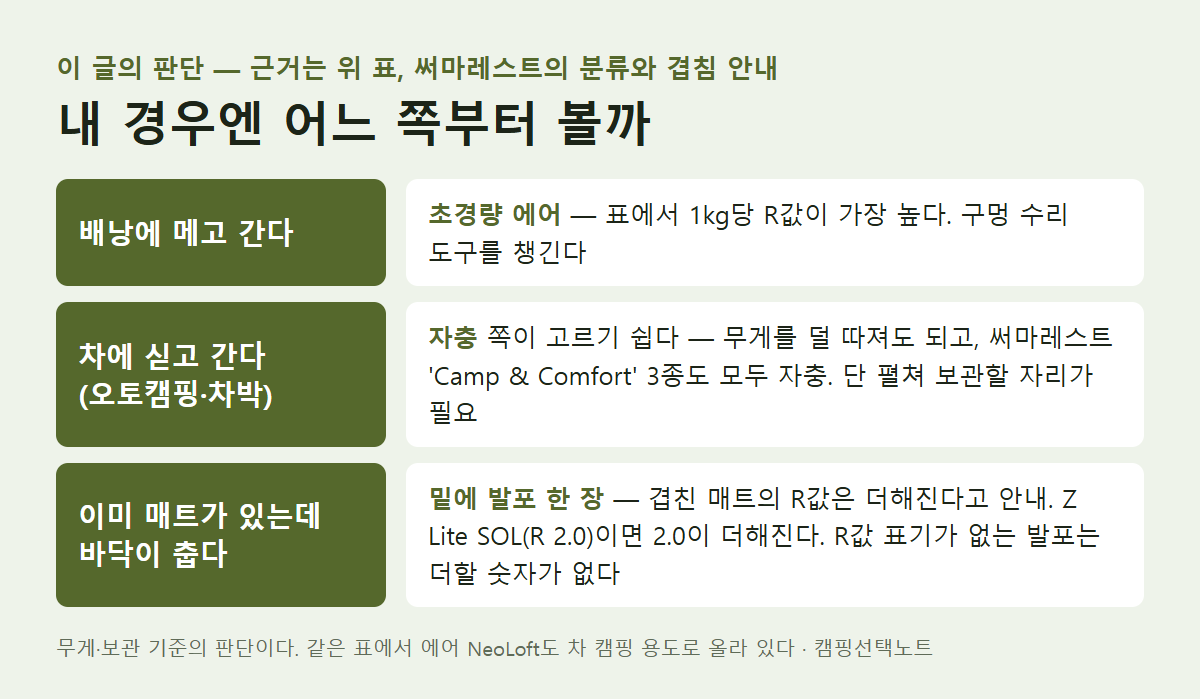 이 글의 판단 — 근거는 위 표, 써마레스트의 분류와 겹침 안내
내 경우엔 어느 쪽부터 볼까
배낭에 메고 간다
초경량 에어 — 표에서 1kg당 R값이 가장 높다. 구멍 수리
도구를 챙긴다
차에 싣고 간다
(오토캠핑·차박)
자충 쪽이 고르기 쉽다 — 무게를 덜 따져도 되고, 써마레스트
'Camp & Comfort' 3종도 모두 자충. 단 펼쳐 보관할 자리가
필요
이미 매트가 있는데
바닥이 춥다
밑에 발포 한 장 — 겹친 매트의 R값은 더해진다고 안내. Z
Lite SOL(R 2.0)이면 2.0이 더해진다. R값 표기가 없는 발포는
더할 숫자가 없다
무게·보관 기준의 판단이다. 같은 표에서 에어 NeoLoft도 차 캠핑 용도로 올라 있다 · 캠핑선택노트